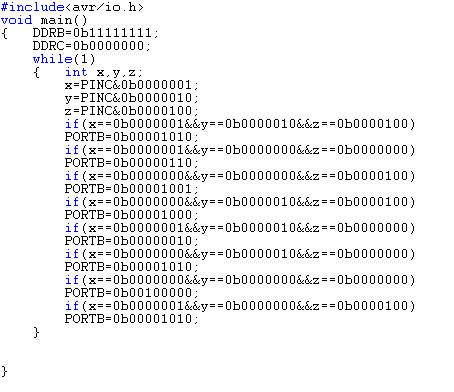 #include<avr/io.h>
void main()
{   DDRB=0b11111111;
    DDRC=0b0000000;
    while(1)
    {   int x,y,z;
        x=PINC&0b0000001;
        y=PINC&0b0000010;
        z=PINC&0b0000100;
        if(x==0b0000001&&y==0b0000010&&z==0b0000100)
        PORTB=0b00001010;
        if(x==0b0000001&&y==0b0000000&&z==0b0000000)
        PORTB=0b00000110;
        if(x==0b0000000&&y==0b0000000&&z==0b0000100)
        PORTB=0b00001001;
        if(x==0b0000000&&y==0b0000010&&z==0b0000100)
        PORTB=0b00001000;
        if(x==0b0000001&&y==0b0000010&&z==0b0000000)
        PORTB=0b00000010;
        if(x==0b0000000&&y==0b0000010&&z==0b0000000)
        PORTB=0b00001010;
        if(x==0b0000000&&y==0b0000000&&z==0b0000000)
        PORTB=0b00100000;
        if(x==0b0000001&&y==0b0000000&&z==0b0000100)
        PORTB=0b00001010;
    }
}